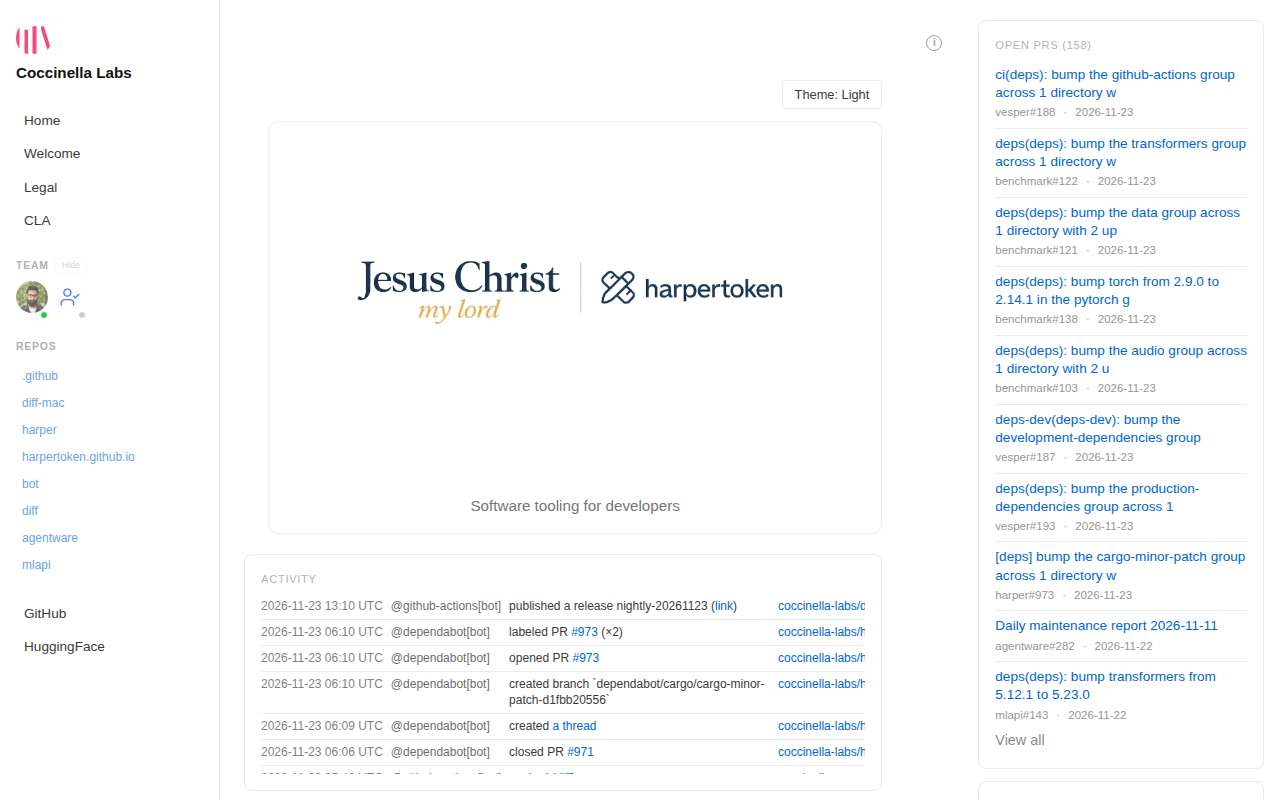 Coccinella Labs
Home
Welcome
Legal
CLA
TEAM Hide
REPOS
.github
diff-mac
harper
harpertoken.github.io
bot
diff
agentware
mlapi
GitHub
HuggingFace
i
Theme: Light
Jesus Christ
my lord
harpertoken
Software tooling for developers
ACTIVITY
2026-11-23 13:10 UTC @github-actions[bot] published a release nightly-20261123 (link) coccinella-labs/d
2026-11-23 06:10 UTC @dependabot[bot] labeled PR #973 (×2) coccinella-labs/h
2026-11-23 06:10 UTC @dependabot[bot] opened PR #973 coccinella-labs/h
2026-11-23 06:10 UTC @dependabot[bot] created branch `dependabot/cargo/cargo-minor- coccinella-labs/h
patch-d1fbb20556`
2026-11-23 06:09 UTC @dependabot[bot] created a thread coccinella-labs/h
2026-11-23 06:06 UTC @dependabot[bot] closed PR #971 coccinella-labs/h
OPEN PRS (158)
ci(deps): bump the github-actions group
across 1 directory w
vesper#188 · 2026-11-23
deps(deps): bump the transformers group
across 1 directory w
benchmark#122 · 2026-11-23
deps(deps): bump the data group across
1 directory with 2 up
benchmark#121 · 2026-11-23
deps(deps): bump torch from 2.9.0 to
2.14.1 in the pytorch g
benchmark#138 · 2026-11-23
deps(deps): bump the audio group across
1 directory with 2 u
benchmark#103 · 2026-11-23
deps-dev(deps-dev): bump the
development-dependencies group
vesper#187 · 2026-11-23
deps(deps): bump the production-
dependencies group across 1
vesper#193 · 2026-11-23
[deps] bump the cargo-minor-patch group
across 1 directory w
harper#973 · 2026-11-23
Daily maintenance report 2026-11-11
agentware#282 · 2026-11-22
deps(deps): bump transformers from
5.12.1 to 5.23.0
mlapi#143 · 2026-11-22
View all